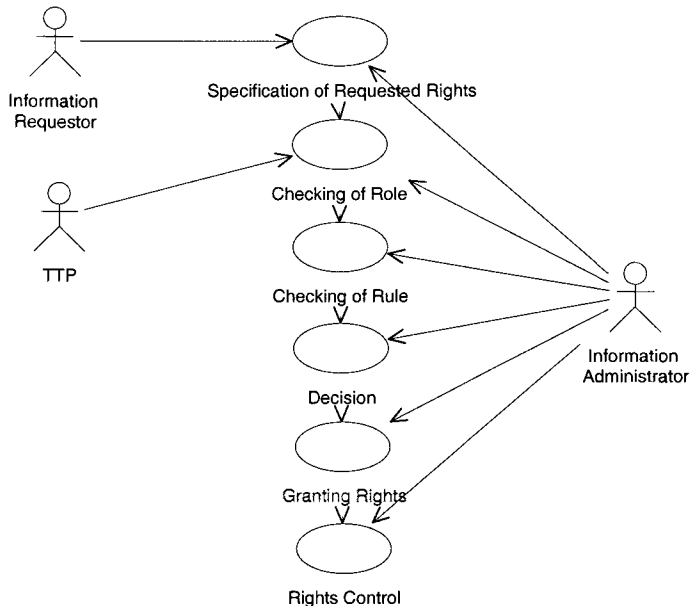 Information
Requestor
Specification of Requested Rights
TTP
Checking of Role
Checking of Rule
Information
Administrator
Decision
Granting Rights
Rights Control